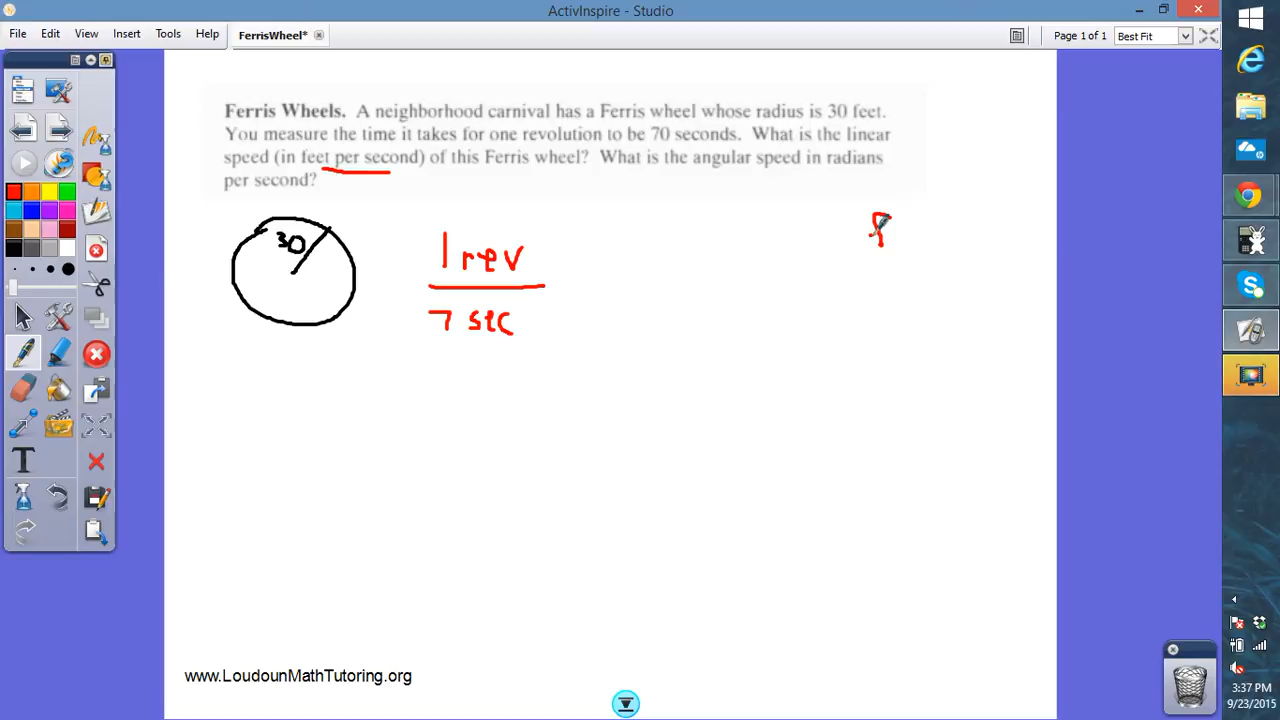 ActivInspire - Studio
File Edit View Insert Tools Help
FerrisWheel*
Page 1 of 1
Best Fit
Ferris Wheels. A neighborhood carnival has a Ferris wheel whose radius is 30 feet.
You measure the time it takes for one revolution to be 70 seconds. What is the linear
speed (in feet per second) of this Ferris wheel? What is the angular speed in radians
per second?
30
1 rev
7 sec
T
www.LoudounMathTutoring.org
3:37 PM
9/23/2015